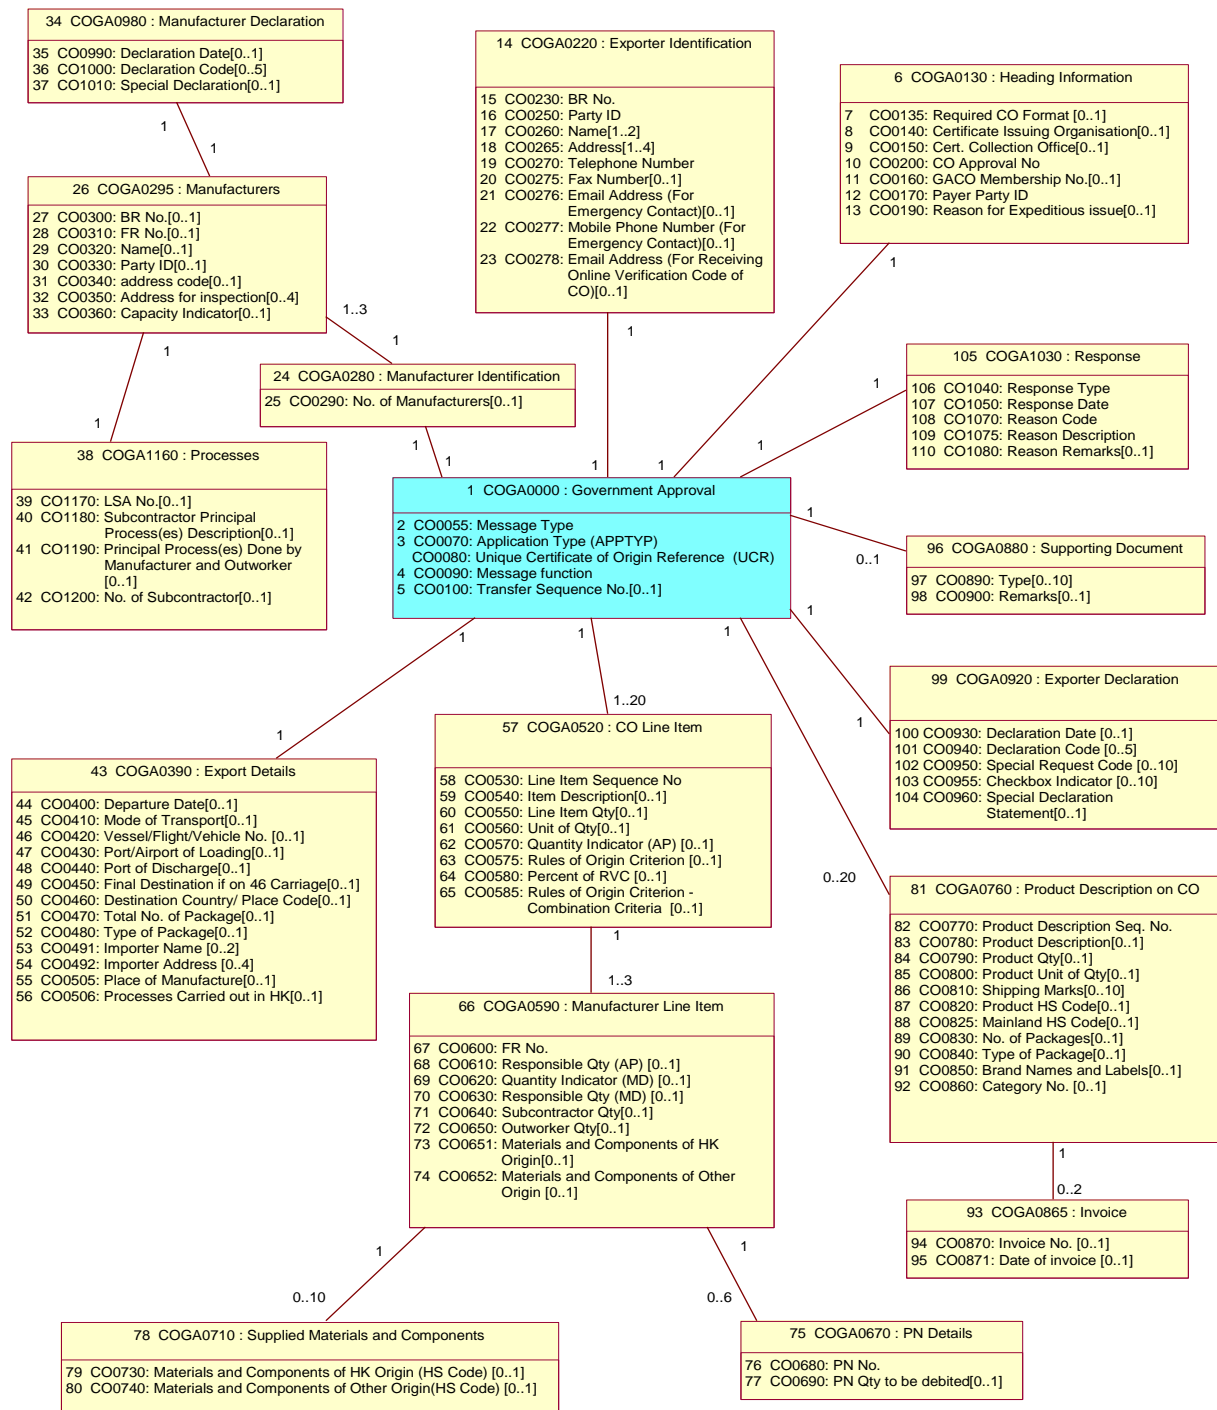 34 COGA0980 : Manufacturer Declaration
35 CO0990: Declaration Date[0..1]
36 CO1000: Declaration Code[0..5]
37 CO1010: Special Declaration[0..1]
1
1
14 COGA0220 : Exporter Identification
15 CO0230: BR No.
16 CO0250: Party ID
17 CO0260: Name[1..2]
18 CO0265: Address[1..4]
19 CO0270: Telephone Number
20 CO0275: Fax Number[0..1]
21 CO0276: Email Address (For
Emergency Contact)[0..1]
22 CO0277: Mobile Phone Number (For
Emergency Contact)[0..1]
23 CO0278: Email Address (For Receiving
Online Verification Code of
CO)[0..1]
1
1
6 COGA0130 : Heading Information
7 CO0135: Required CO Format [0..1]
8 CO0140: Certificate Issuing Organisation[0..1]
9 CO0150: Cert. Collection Office[0..1]
10 CO0200: CO Approval No
11 CO0160: GACO Membership No.[0..1]
12 CO0170: Payer Party ID
13 CO0190: Reason for Expeditious issue[0..1]
1
1
26 COGA0295 : Manufacturers
27 CO0300: BR No.[0..1]
28 CO0310: FR No.[0..1]
29 CO0320: Name[0..1]
30 CO0330: Party ID[0..1]
31 CO0340: address code[0..1]
32 CO0350: Address for inspection[0..4]
33 CO0360: Capacity Indicator[0..1]
1..3
1
1
1
24 COGA0280 : Manufacturer Identification
25 CO0290: No. of Manufacturers[0..1]
1
1
105 COGA1030 : Response
106 CO1040: Response Type
107 CO1050: Response Date
108 CO1070: Reason Code
109 CO1075: Reason Description
110 CO1080: Reason Remarks[0..1]
1
1
38 COGA1160 : Processes
39 CO1170: LSA No.[0..1]
40 CO1180: Subcontractor Principal
Process(es) Description[0..1]
41 CO1190: Principal Process(es) Done by
Manufacturer and Outworker
[0..1]
42 CO1200: No. of Subcontractor[0..1]
1 COGA0000 : Government Approval
2 CO0055: Message Type
3 CO0070: Application Type (APPTYP)
CO0080: Unique Certificate of Origin Reference (UCR)
4 CO0090: Message function
5 CO0100: Transfer Sequence No.[0..1]
1
0..1
96 COGA0880 : Supporting Document
97 CO0890: Type[0..10]
98 CO0900: Remarks[0..1]
1
1
1
1
1
99 COGA0920 : Exporter Declaration
100 CO0930: Declaration Date [0..1]
101 CO0940: Declaration Code [0..5]
102 CO0950: Special Request Code [0..10]
103 CO0955: Checkbox Indicator [0..10]
104 CO0960: Special Declaration
Statement[0..1]
1
1
1..20
43 COGA0390 : Export Details
44 CO0400: Departure Date[0..1]
45 CO0410: Mode of Transport[0..1]
46 CO0420: Vessel/Flight/Vehicle No. [0..1]
47 CO0430: Port/Airport of Loading[0..1]
48 CO0440: Port of Discharge[0..1]
49 CO0450: Final Destination if on 46 Carriage[0..1]
50 CO0460: Destination Country/ Place Code[0..1]
51 CO0470: Total No. of Package[0..1]
52 CO0480: Type of Package[0..1]
53 CO0491: Importer Name [0..2]
54 CO0492: Importer Address [0..4]
55 CO0505: Place of Manufacture[0..1]
56 CO0506: Processes Carried out in HK[0..1]
57 COGA0520 : CO Line Item
58 CO0530: Line Item Sequence No
59 CO0540: Item Description[0..1]
60 CO0550: Line Item Qty[0..1]
61 CO0560: Unit of Qty[0..1]
62 CO0570: Quantity Indicator (AP) [0..1]
63 CO0575: Rules of Origin Criterion [0..1]
64 CO0580: Percent of RVC [0..1]
65 CO0585: Rules of Origin Criterion -
Combination Criteria [0..1]
0..20
81 COGA0760 : Product Description on CO
82 CO0770: Product Description Seq. No.
83 CO0780: Product Description[0..1]
84 CO0790: Product Qty[0..1]
85 CO0800: Product Unit of Qty[0..1]
86 CO0810: Shipping Marks[0..10]
87 CO0820: Product HS Code[0..1]
88 CO0825: Mainland HS Code[0..1]
89 CO0830: No. of Packages[0..1]
90 CO0840: Type of Package[0..1]
91 CO0850: Brand Names and Labels[0..1]
92 CO0860: Category No. [0..1]
1
1..3
66 COGA0590 : Manufacturer Line Item
67 CO0600: FR No.
68 CO0610: Responsible Qty (AP) [0..1]
69 CO0620: Quantity Indicator (MD) [0..1]
70 CO0630: Responsible Qty (MD) [0..1]
71 CO0640: Subcontractor Qty[0..1]
72 CO0650: Outworker Qty[0..1]
73 CO0651: Materials and Components of HK
Origin[0..1]
74 CO0652: Materials and Components of Other
Origin [0..1]
1
0..2
93 COGA0865 : Invoice
94 CO0870: Invoice No. [0..1]
95 CO0871: Date of invoice [0..1]
1
1
0..10
0..6
78 COGA0710 : Supplied Materials and Components
79 CO0730: Materials and Components of HK Origin (HS Code) [0..1]
80 CO0740: Materials and Components of Other Origin(HS Code) [0..1]
75 COGA0670 : PN Details
76 CO0680: PN No.
77 CO0690: PN Qty to be debited[0..1]